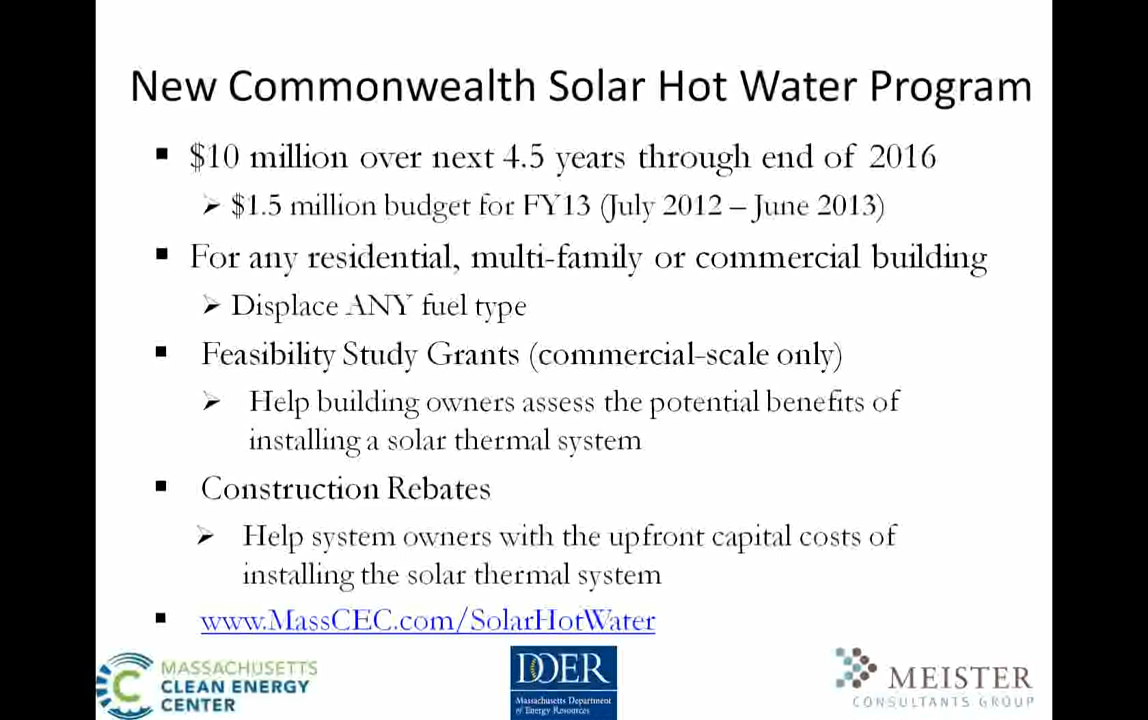 New Commonwealth Solar Hot Water Program
▪ $10 million over next 4.5 years through end of 2016
➢ $1.5 million budget for FY13 (July 2012 – June 2013)
▪ For any residential, multi-family or commercial building
➢ Displace ANY fuel type
▪ Feasibility Study Grants (commercial-scale only)
➢ Help building owners assess the potential benefits of
installing a solar thermal system
▪ Construction Rebates
➢ Help system owners with the upfront capital costs of
installing the solar thermal system
▪ www.MassCEC.com/SolarHotWater
MASSACHUSETTS
CLEAN ENERGY
CENTER
DOER
Massachusetts Department
of Energy Resources
MEISTER
CONSULTANTS GROUP